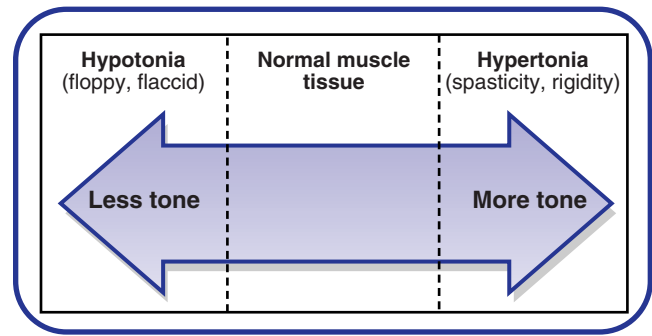 Hypotonia
(floppy, flaccid)
Normal muscle
tissue
Hypertonia
(spasticity, rigidity)
Less tone
More tone